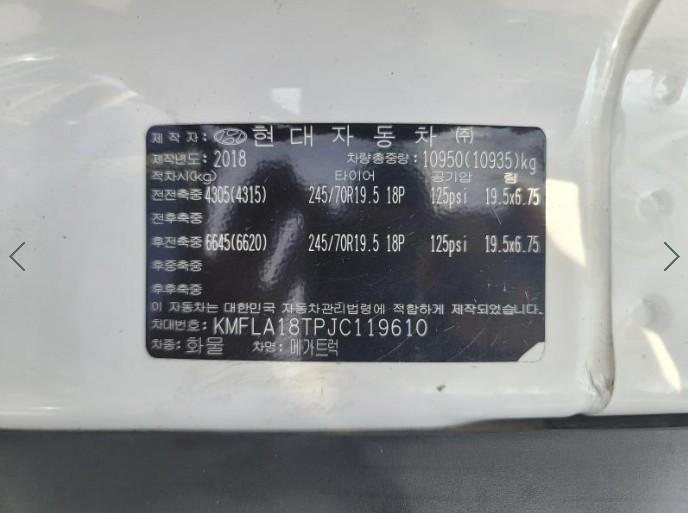 제 작 자 : 현 대 자 동 차 (주)
제작년도: 2018 차량총중량: 10950(10935)kg
적차시(kg) 타이어 공기압 림
전전축중 4305(4315) 245/70R19.5 18P 125psi 19.5x6.75
전후축중:
후전축중 6645(6620) 245/70R19.5 18P 125psi 19.5x6.75
후중축중:
후후축중:
이 자동차는 대한민국 자동차관리법령에 적합하게 제작되었음.
차대번호: KMFLA18TPJC119610
차종: 화물 차명: 메가트럭